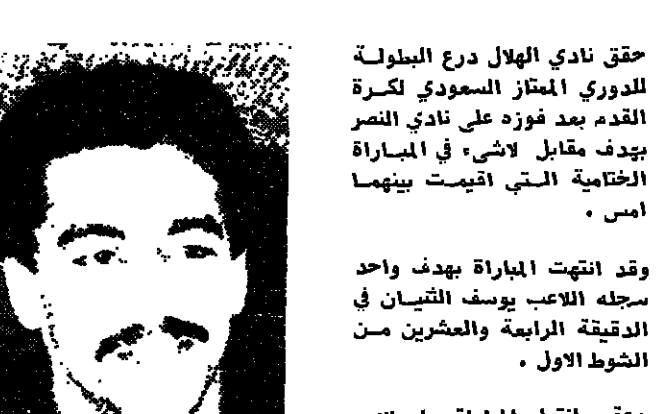 حقق نادي الهلال درع البطولة
للدوري الممتاز السعودي لكرة
القدم بعد فوزه على نادي النصر
بهدف مقابل لاشيء في المباراة
الختامية التي اقيمت بينهما
امس .
وقد انتهت المباراة بهدف واحد
سجله اللاعب يوسف الثنيان في
الدقيقة الرابعة والعشرين من
الشوط الاول .